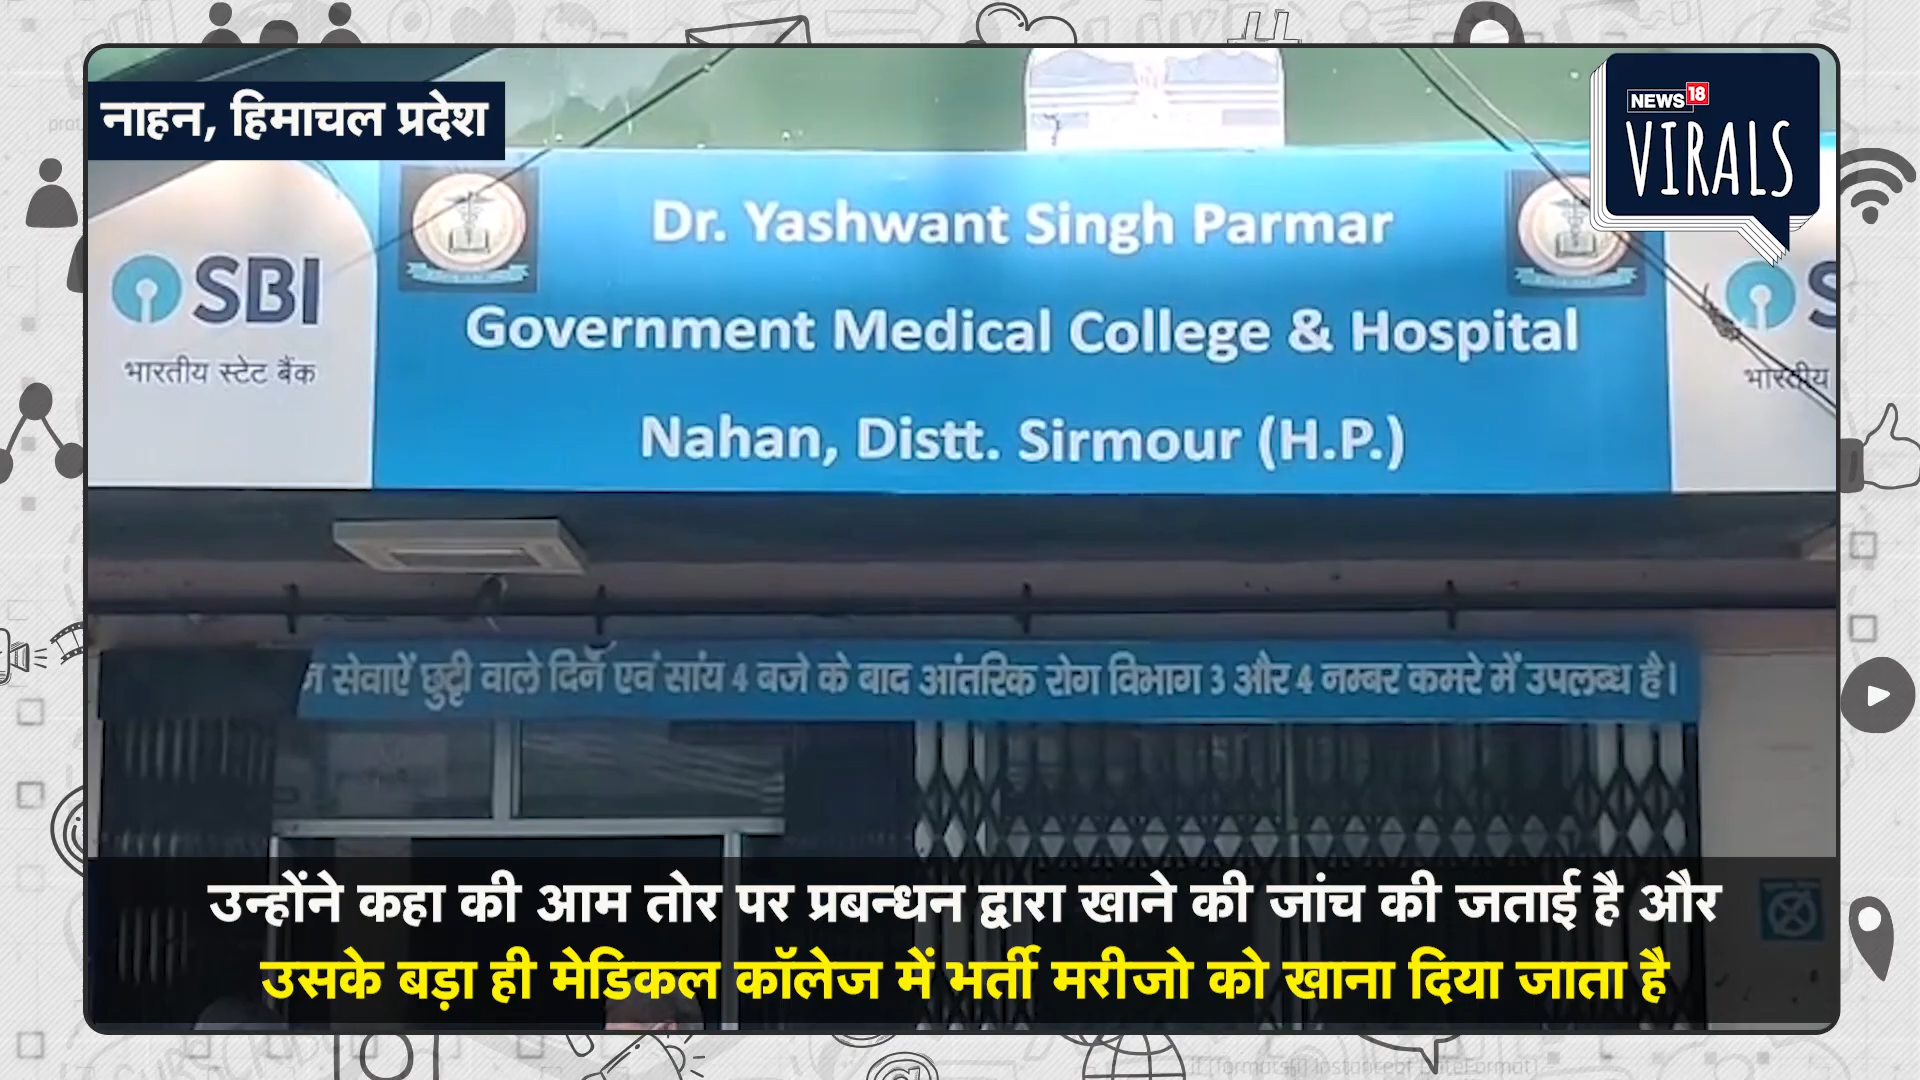 नाहन, हिमाचल प्रदेश
NEWS18
VIRALS
Dr. Yashwant Singh Parmar
Government Medical College & Hospital
Nahan, Distt. Sirmour (H.P.)
SBI
भारतीय स्टेट बैंक
भारतीय
सेवाऐं छुट्टी वाले दिन एवं सांय 4 बजे के बाद आंतरिक रोग विभाग 3 और 4 नम्बर कमरे में उपलब्ध है।
उन्होंने कहा की आम तोर पर प्रबन्धन द्वारा खाने की जांच की जताई है और
उसके बड़ा ही मेडिकल कॉलेज में भर्ती मरीजो को खाना दिया जाता है